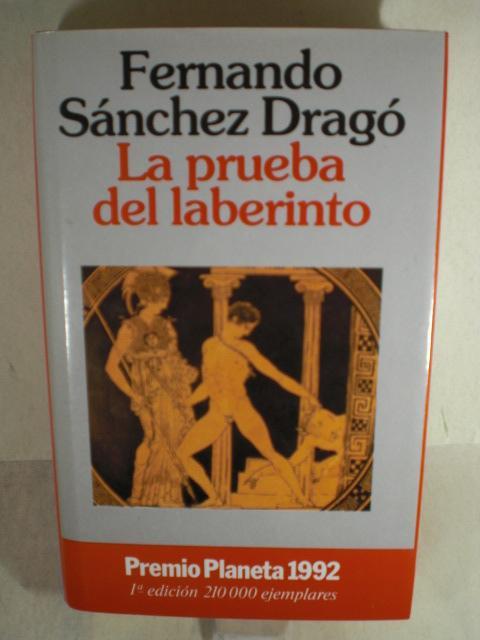 Fernando
Sánchez Dragó
La prueba
del laberinto
Premio Planeta 1992
1ª edición 210 000 ejemplares